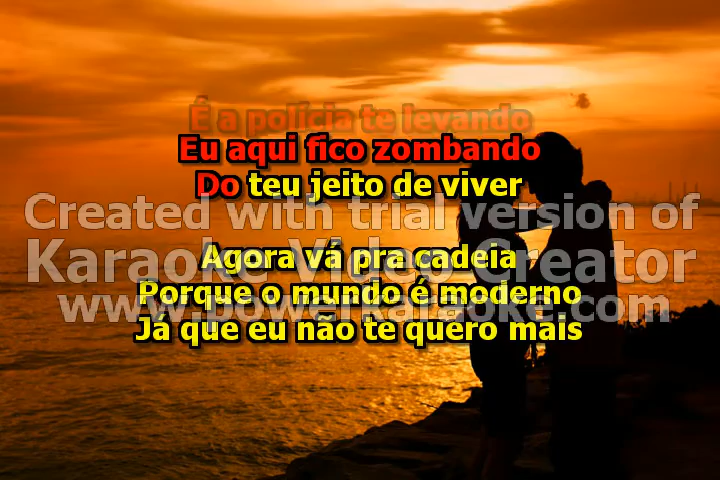 É a polícia te levando
Eu aqui fico zombando
Do teu jeito de viver
Created with trial version of
Agora vá pra cadeia
Karaoke Video Creator
Porque o mundo é moderno
www.powerkaraoke.com
Já que eu não te quero mais